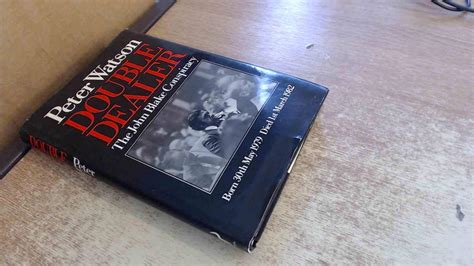 Peter Watson
DOUBLE
DEALER
The John Blake Conspiracy
Born 30th May 1979 Died 1st March 1982
DOUBLE Peter